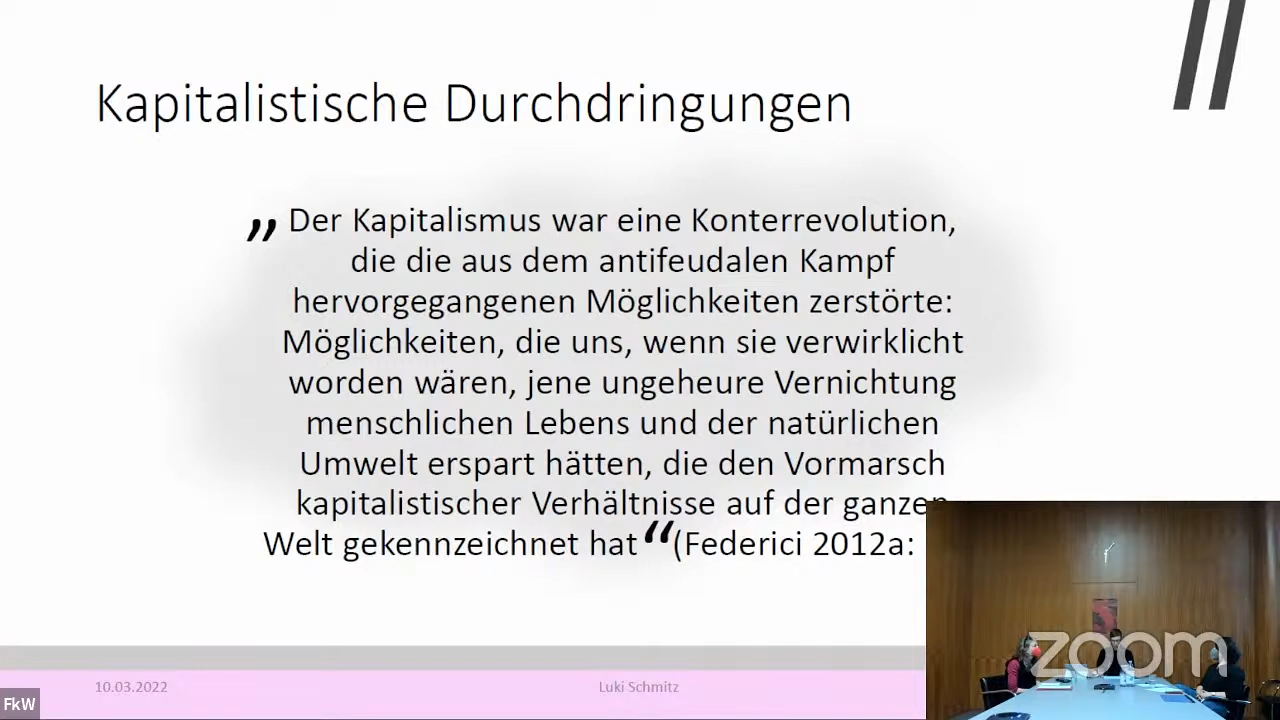 Kapitalistische Durchdringungen
„ Der Kapitalismus war eine Konterrevolution,
die die aus dem antifeudalen Kampf
hervorgegangenen Möglichkeiten zerstörte:
Möglichkeiten, die uns, wenn sie verwirklicht
worden wären, jene ungeheure Vernichtung
menschlichen Lebens und der natürlichen
Umwelt erspart hätten, die den Vormarsch
kapitalistischer Verhältnisse auf der ganzen
Welt gekennzeichnet hat “ (Federici 2012a:
10.03.2022
Luki Schmitz
FkW
zoom